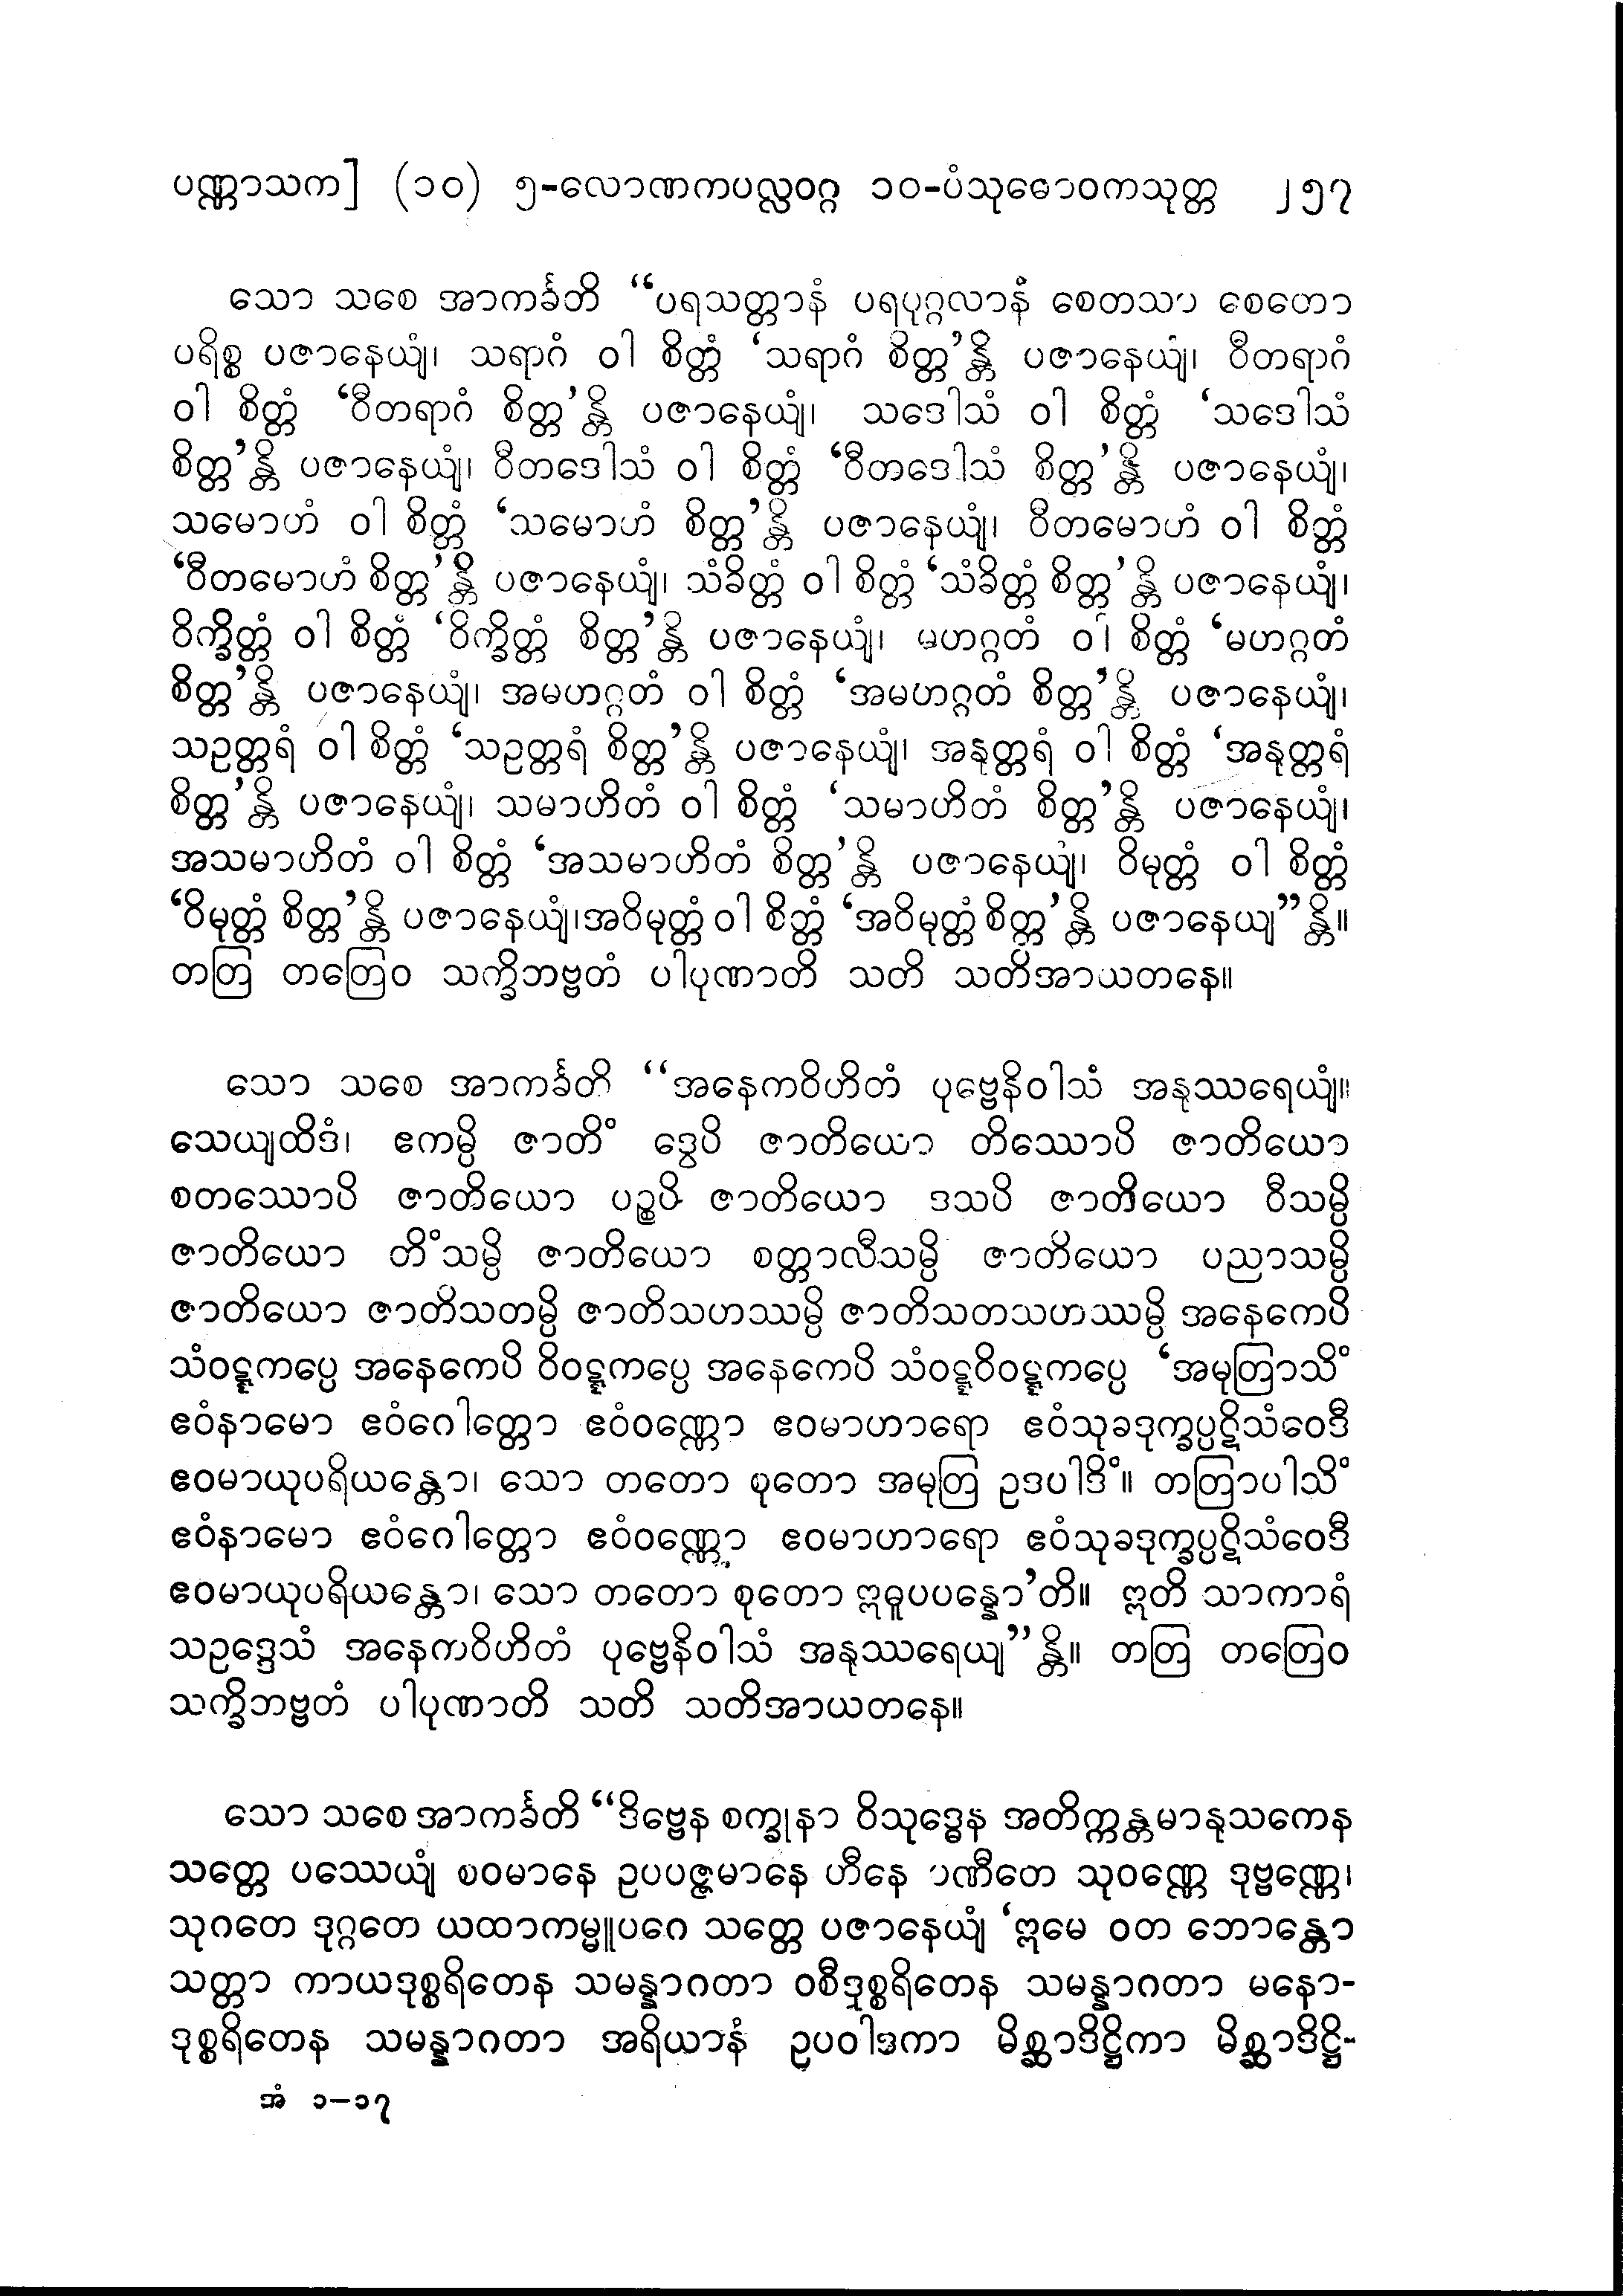 ပဏ္ဏာသက] (၁၀) ၅-လောဏကပလ္လဝဂ္ဂ ၁၀-ပံသုဓောဝကသုတ္တ ၂၅၇
သော သစေ အာကင်္ခတိ “ပရသတ္တာနံ ပရပုဂ္ဂလာနံ စေတသာ စေတော
ပရိစ္စ ပဇာနေယျံ၊ သရာဂံ ဝါ စိတ္တံ ‘သရာဂံ စိတ္တ’န္တိ ပဇာနေယျံ၊ ဝီတရာဂံ
ဝါ စိတ္တံ ‘ဝီတရာဂံ စိတ္တ’န္တိ ပဇာနေယျံ၊ သဒေါသံ ဝါ စိတ္တံ ‘သဒေါသံ
စိတ္တ’န္တိ ပဇာနေယျံ၊ ဝီတဒေါသံ ဝါ စိတ္တံ ‘ဝီတဒေါသံ စိတ္တ’န္တိ ပဇာနေယျံ၊
သမောဟံ ဝါ စိတ္တံ ‘သမောဟံ စိတ္တ’န္တိ ပဇာနေယျံ၊ ဝီတမောဟံ ဝါ စိတ္တံ
‘ဝီတမောဟံ စိတ္တ’န္တိ ပဇာနေယျံ၊ သံခိတ္တံ ဝါ စိတ္တံ ‘သံခိတ္တံ စိတ္တ’န္တိ ပဇာနေယျံ၊
ဝိက္ခိတ္တံ ဝါ စိတ္တံ ‘ဝိက္ခိတ္တံ စိတ္တ’န္တိ ပဇာနေယျံ၊ မဟဂ္ဂတံ ဝါ စိတ္တံ ‘မဟဂ္ဂတံ
စိတ္တ’န္တိ ပဇာနေယျံ၊ အမဟဂ္ဂတံ ဝါ စိတ္တံ ‘အမဟဂ္ဂတံ စိတ္တ’န္တိ ပဇာနေယျံ၊
သဥတ္တရံ ဝါ စိတ္တံ ‘သဥတ္တရံ စိတ္တ’န္တိ ပဇာနေယျံ၊ အနုတ္တရံ ဝါ စိတ္တံ ‘အနုတ္တရံ
စိတ္တ’န္တိ ပဇာနေယျံ၊ သမာဟိတံ ဝါ စိတ္တံ ‘သမာဟိတံ စိတ္တ’န္တိ ပဇာနေယျံ၊
အသမာဟိတံ ဝါ စိတ္တံ ‘အသမာဟိတံ စိတ္တ’န္တိ ပဇာနေယျံ၊ ဝိမုတ္တံ ဝါ စိတ္တံ
‘ဝိမုတ္တံ စိတ္တ’န္တိ ပဇာနေယျံ၊အဝိမုတ္တံ ဝါ စိတ္တံ ‘အဝိမုတ္တံ စိတ္တ’န္တိ ပဇာနေယျ”န္တိ။
တတြ တတြေဝ သက္ခိဘဗ္ဗတံ ပါပုဏာတိ သတိ သတိအာယတနေ။
သော သစေ အာကင်္ခတိ “အနေကဝိဟိတံ ပုဗ္ဗေနိဝါသံ အနုဿရေယျံ။
သေယျထိဒံ၊ ဧကမ္ပိ ဇာတိံ ဒွေပိ ဇာတိယော တိဿောပိ ဇာတိယော
စတဿောပိ ဇာတိယော ပဉ္စပိ ဇာတိယော ဒသပိ ဇာတိယော ဝီသမ္ပိ
ဇာတိယော တိံသမ္ပိ ဇာတိယော စတ္တာလီသမ္ပိ ဇာတိယော ပညာသမ္ပိ
ဇာတိယော ဇာတိသတမ္ပိ ဇာတိသဟဿမ္ပိ ဇာတိသတသဟဿမ္ပိ အနေကေပိ
သံဝဋ္ဋကပ္ပေ အနေကေပိ ဝိဝဋ္ဋကပ္ပေ အနေကေပိ သံဝဋ္ဋဝိဝဋ္ဋကပ္ပေ ‘အမုတြာသိံ
ဧဝံနာမော ဧဝံဂေါတ္တော ဧဝံဝဏ္ဏော ဧဝမာဟာရော ဧဝံသုခဒုက္ခပ္ပဋိသံဝေဒီ
ဧဝမာယုပရိယန္တော၊ သော တတော စုတော အမုတြ ဥဒပါဒိံ။ တတြာပါသိံ
ဧဝံနာမော ဧဝံဂေါတ္တော ဧဝံဝဏ္ဏော ဧဝမာဟာရော ဧဝံသုခဒုက္ခပ္ပဋိသံဝေဒီ
ဧဝမာယုပရိယန္တော၊ သော တတော စုတော ဣဓူပပန္နော’တိ။ ဣတိ သာကာရံ
သဥဒ္ဒေသံ အနေကဝိဟိတံ ပုဗ္ဗေနိဝါသံ အနုဿရေယျ”န္တိ။ တတြ တတြေဝ
သက္ခိဘဗ္ဗတံ ပါပုဏာတိ သတိ သတိအာယတနေ။
သော သစေ အာကင်္ခတိ “ဒိဗ္ဗေန စက္ခုနာ ဝိသုဒ္ဓေန အတိက္ကန္တမာနုသကေန
သတ္တေ ပဿေယျံ စဝမာနေ ဥပပဇ္ဇမာနေ ဟီနေ ပဏီတေ သုဝဏ္ဏေ ဒုဗ္ဗဏ္ဏေ၊
သုဂတေ ဒုဂ္ဂတေ ယထာကမ္မူပဂေ သတ္တေ ပဇာနေယျံ ‘ဣမေ ဝတ ဘောန္တော
သတ္တာ ကာယဒုစ္စရိတေန သမန္နာဂတာ ဝစီဒုစ္စရိတေန သမန္နာဂတာ မနော-
ဒုစ္စရိတေန သမန္နာဂတာ အရိယာနံ ဥပဝါဒကာ မိစ္ဆာဒိဋ္ဌိကာ မိစ္ဆာဒိဋ္ဌိ-
အံ ၁–၁၇